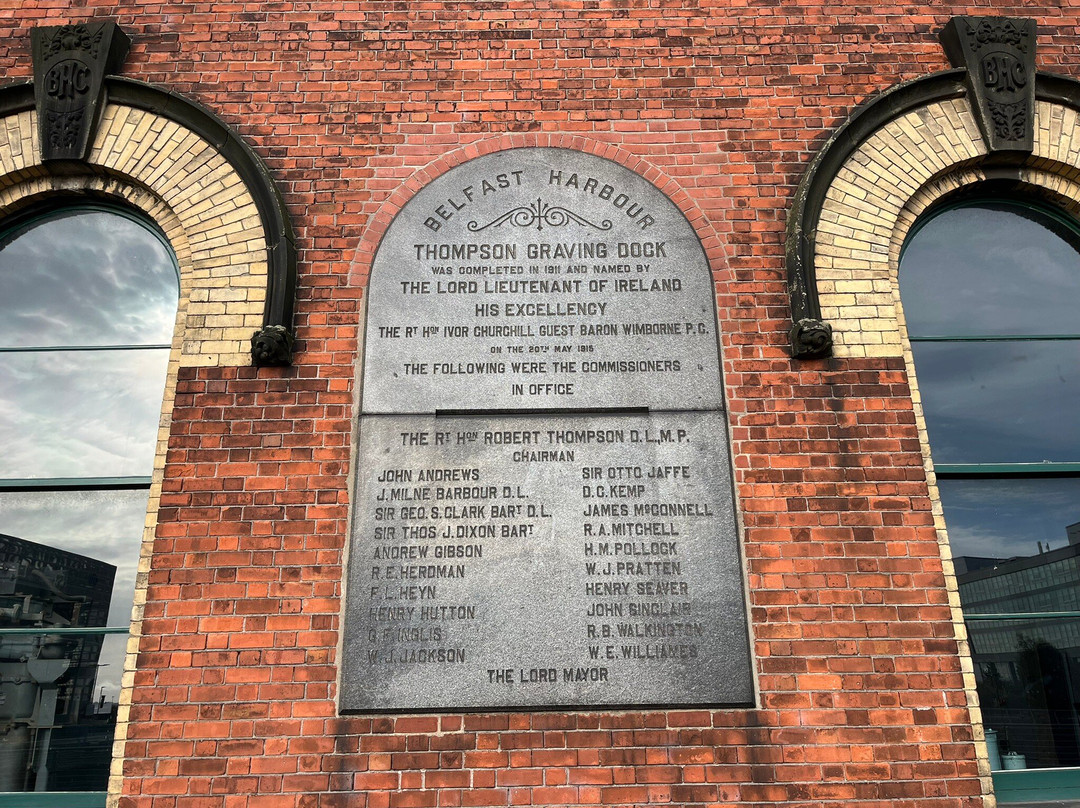 BHC
BHC
BELFAST HARBOUR
THOMPSON GRAVING DOCK
WAS COMPLETED IN 1911 AND NAMED BY
THE LORD LIEUTENANT OF IRELAND
HIS EXCELLENCY
THE RT HON IVOR CHURCHILL GUEST BARON WIMBORNE P.C.
ON THE 20TH MAY 1915
THE FOLLOWING WERE THE COMMISSIONERS
IN OFFICE
THE RT HON ROBERT THOMPSON D.L., M.P.
CHAIRMAN
JOHN ANDREWS
J. MILNE BARBOUR D.L.
SIR GEO. S. CLARK BART D.L.
SIR THOS J. DIXON BART
ANDREW GIBSON
R. E. HERDMAN
F. L. HEYN
HENRY HUTTON
INGLIS
W. J. JACKSON
SIR OTTO JAFFE
D. C. KEMP
JAMES McCONNELL
R. A. MITCHELL
H. M. POLLOCK
W. J. PRATTEN
HENRY SEAVER
JOHN SINCLAIR
R. B. WALKINGTON
W. E. WILLIAMES
THE LORD MAYOR